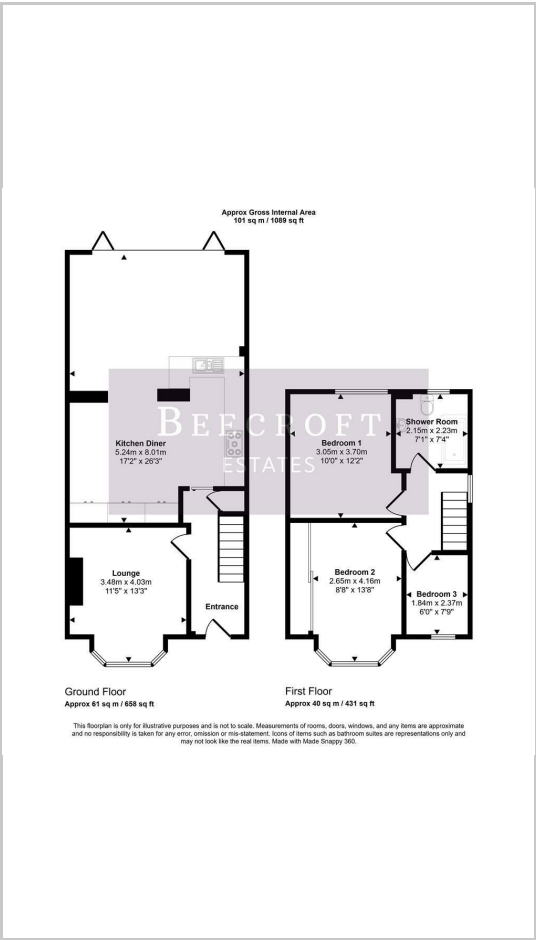 Approx Gross Internal Area
101 sq m / 1089 sq ft
BEECROFT
ESTATES
Kitchen Diner
5.24m x 8.01m
17'2" x 26'3"
Lounge
3.48m x 4.03m
11'5" x 13'3"
Entrance
Ground Floor
Approx 61 sq m / 658 sq ft
Shower Room
2.15m x 2.23m
7'1" x 7'4"
Bedroom 1
3.05m x 3.70m
10'0" x 12'2"
Bedroom 2
2.65m x 4.16m
8'8" x 13'8"
Bedroom 3
1.84m x 2.37m
6'0" x 7'9"
First Floor
Approx 40 sq m / 431 sq ft
This floorplan is only for illustrative purposes and is not to scale. Measurements of rooms, doors, windows, and any items are approximate
and no responsibility is taken for any error, omission or mis-statement. Icons of items such as bathroom suites are representations only and
may not look like the real items. Made with Made Snappy 360.